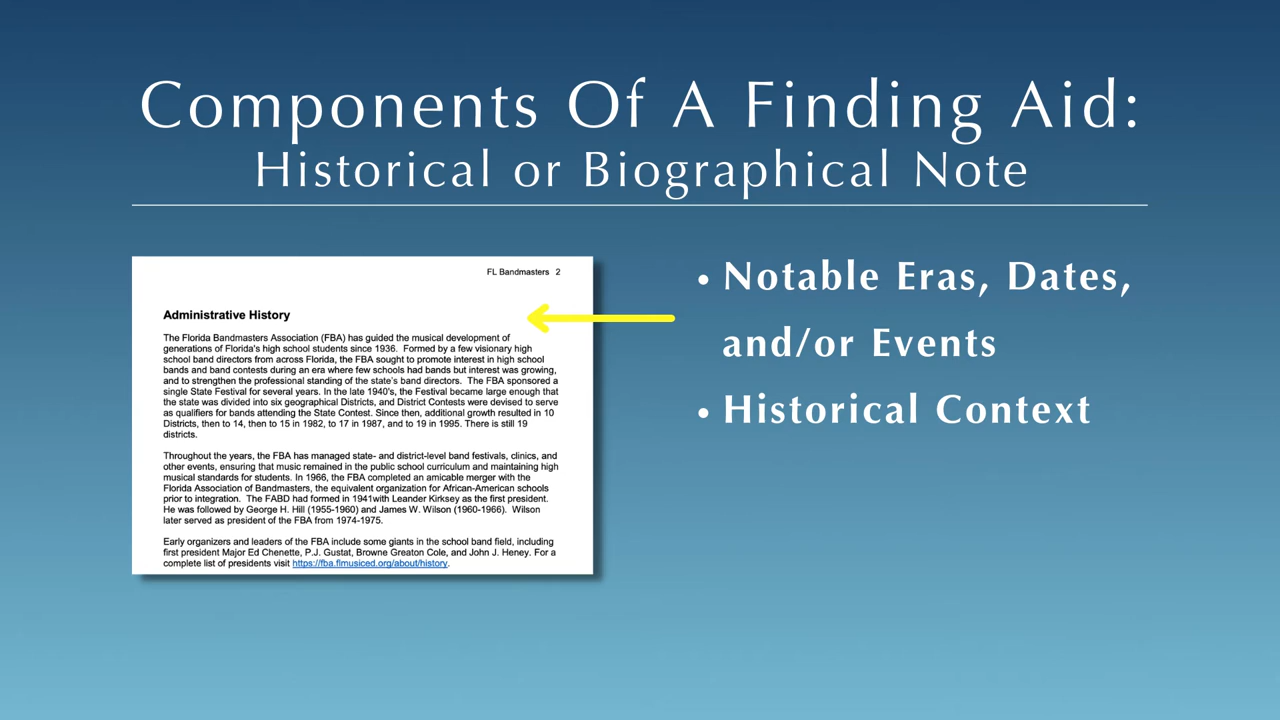 Components Of A Finding Aid:
Historical or Biographical Note
FL Bandmasters 2
Administrative History
The Florida Bandmasters Association (FBA) has guided the musical development of
generations of Florida's high school students since 1936. Formed by a few visionary high
school band directors from across Florida, the FBA sought to promote interest in high school
bands and band contests during an era where few schools had bands but interest was growing,
and to strengthen the professional standing of the state's band directors. The FBA sponsored a
single State Festival for several years. In the late 1940's, the Festival became large enough that
the state was divided into six geographical Districts, and District Contests were devised to serve
as qualifiers for bands attending the State Contest. Since then, additional growth resulted in 10
Districts, then to 14, then to 15 in 1982, to 17 in 1987, and to 19 in 1995. There is still 19
districts.
Throughout the years, the FBA has managed state- and district-level band festivals, clinics, and
other events, ensuring that music remained in the public school curriculum and maintaining high
musical standards for students. In 1966, the FBA completed an amicable merger with the
Florida Association of Bandmasters, the equivalent organization for African-American schools
prior to integration. The FABD had formed in 1941with Leander Kirksey as the first president.
He was followed by George H. Hill (1955-1960) and James W. Wilson (1960-1966). Wilson
later served as president of the FBA from 1974-1975.
Early organizers and leaders of the FBA include some giants in the school band field, including
first president Major Ed Chenette, P.J. Gustat, Browne Greaton Cole, and John J. Heney. For a
complete list of presidents visit https://fba.flmusiced.org/about/history.
• Notable Eras, Dates,
and/or Events
• Historical Context